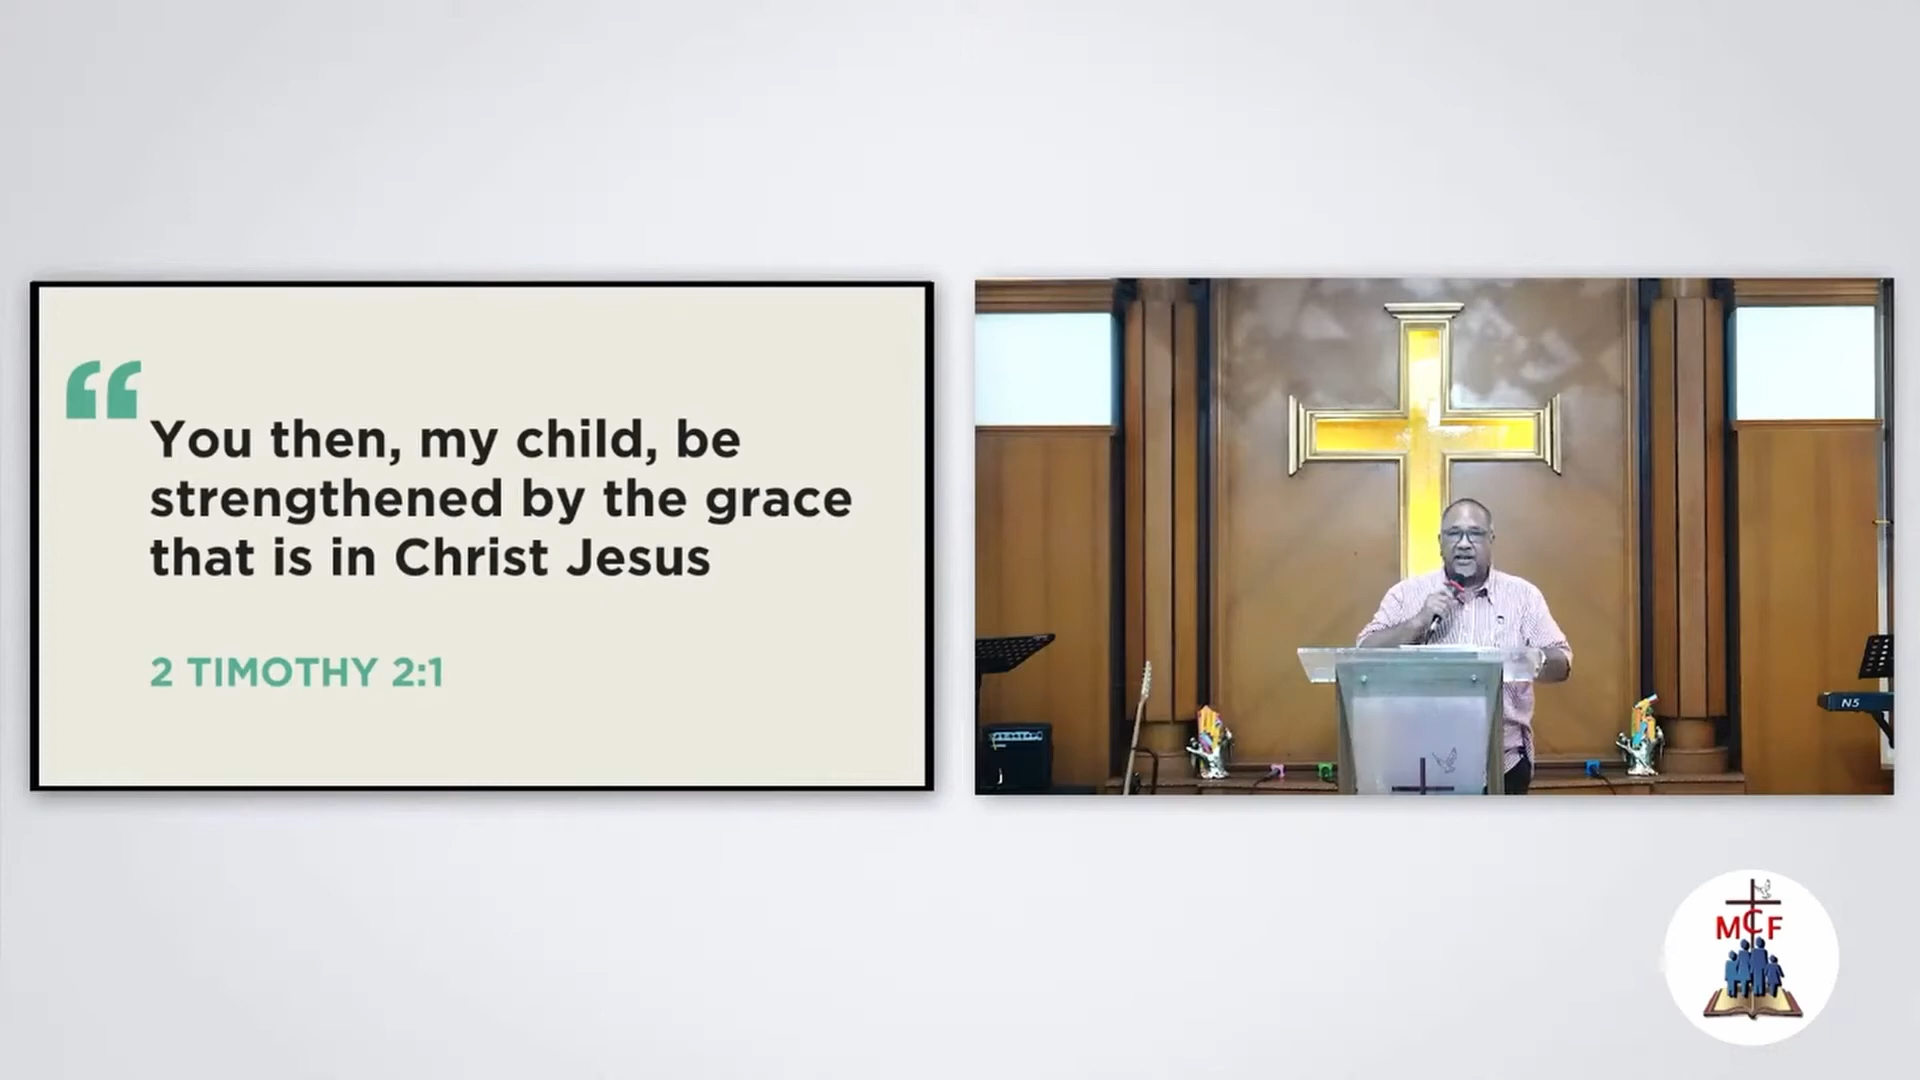 “
You then, my child, be
strengthened by the grace
that is in Christ Jesus
2 TIMOTHY 2:1
N5
MCF